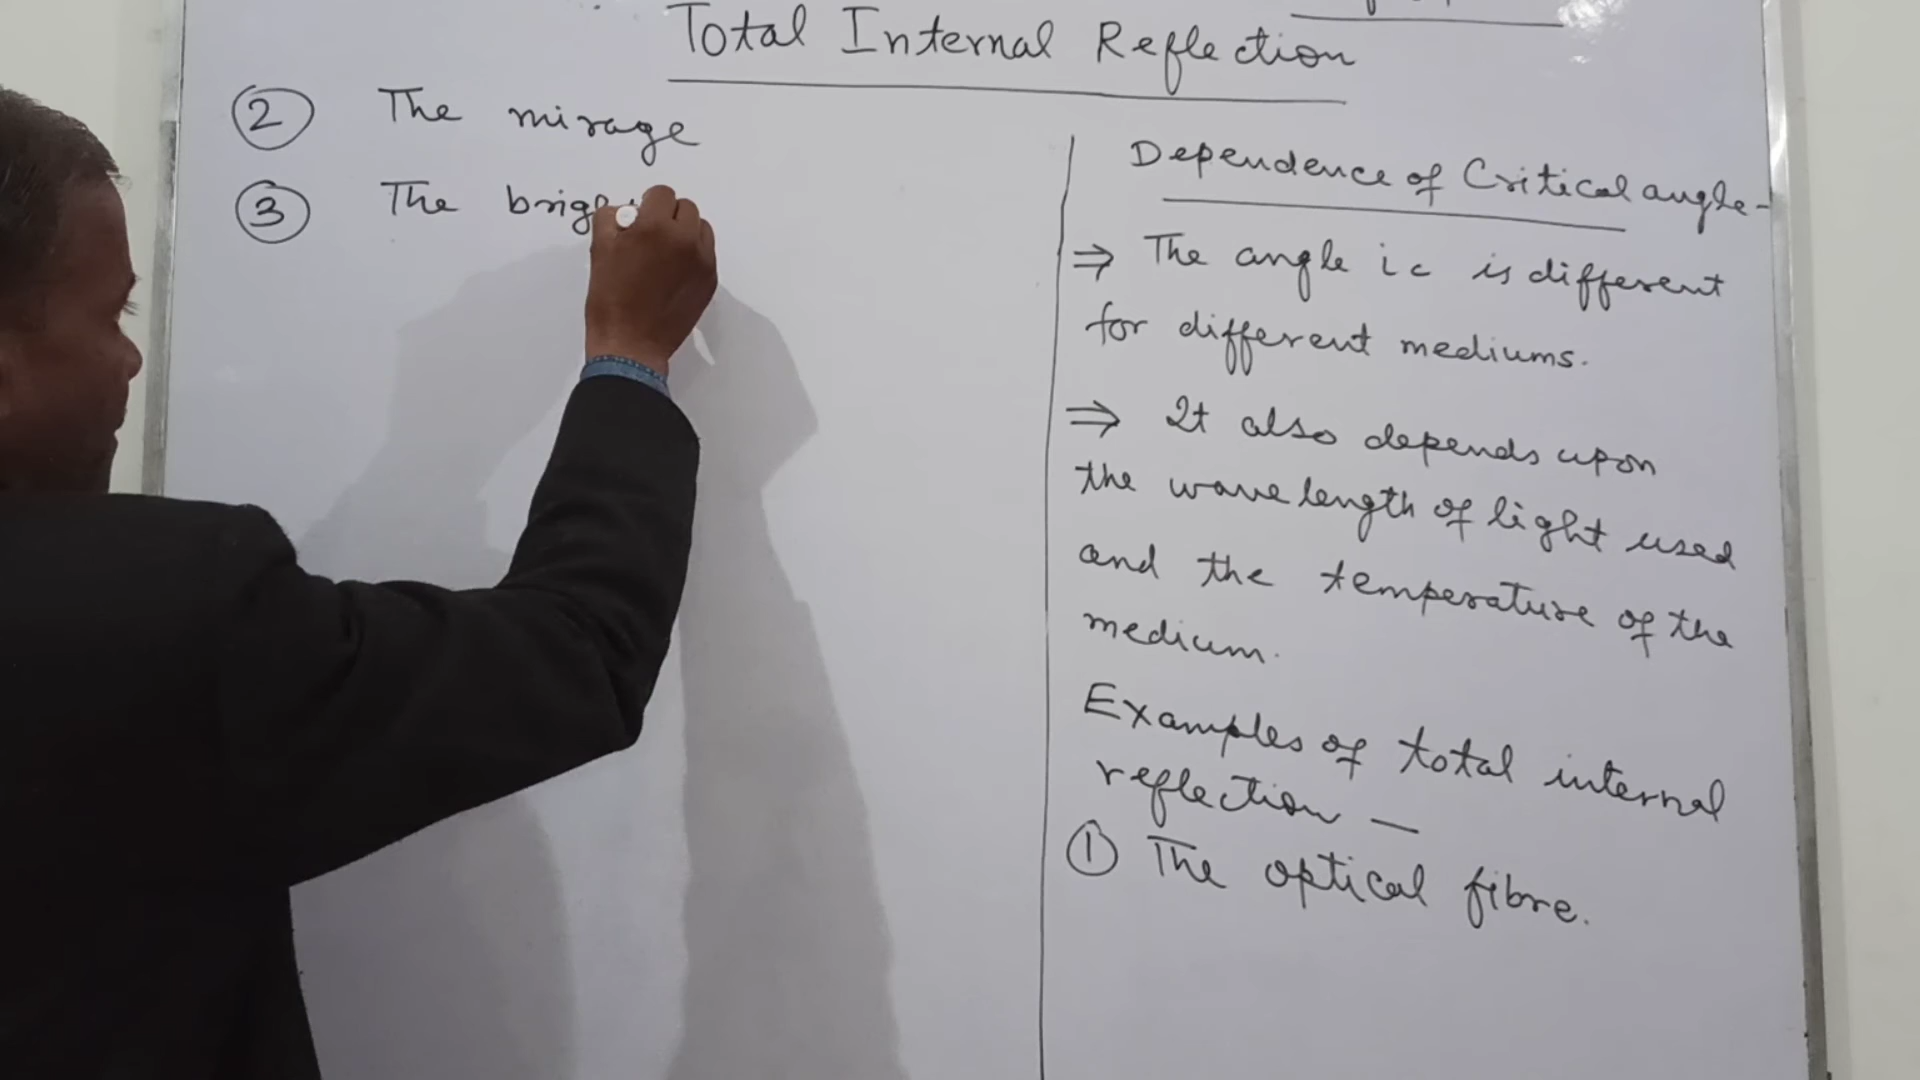 Total Internal Reflection
② The mirage
③ The brigh
Dependence of Critical angle-
⇒ The angle ic is different
for different mediums.
⇒ It also depends upon
the wavelength of light used
and the temperature of the
medium.
Examples of total internal
reflection —
① The optical fibre.